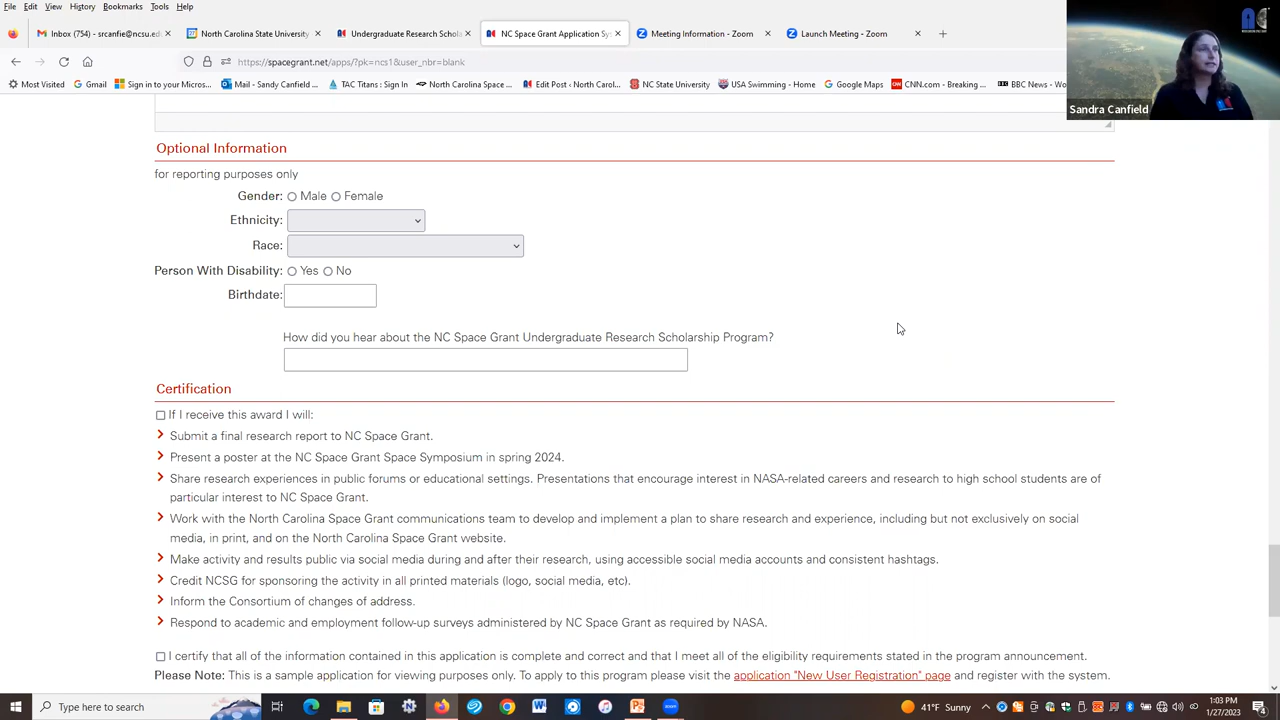 File Edit View History Bookmarks Tools Help
Inbox (754) - srcanfie@ncsu.ed
North Carolina State University
Undergraduate Research Schola
NC Space Grant Application Sy
Meeting Information - Zoom
Launch Meeting - Zoom
https://spacegrant.net/apps/?pk=ncs1&user_nbr=blank
Most Visited
Gmail
Sign in to your Micros...
Mail - Sandy Canfield ...
TAC Titans : Sign In
North Carolina Space ...
Edit Post ‹ North Carol...
NC State University
USA Swimming - Home
Google Maps
CNN.com - Breaking ...
BBC News - Wo
Sandra Canfield
Optional Information
for reporting purposes only
Gender: Male Female
Ethnicity:
Race:
Person With Disability: Yes No
Birthdate:
How did you hear about the NC Space Grant Undergraduate Research Scholarship Program?
Certification
If I receive this award I will:
Submit a final research report to NC Space Grant.
Present a poster at the NC Space Grant Space Symposium in spring 2024.
Share research experiences in public forums or educational settings. Presentations that encourage interest in NASA-related careers and research to high school students are of
particular interest to NC Space Grant.
Work with the North Carolina Space Grant communications team to develop and implement a plan to share research and experience, including but not exclusively on social
media, in print, and on the North Carolina Space Grant website.
Make activity and results public via social media during and after their research, using accessible social media accounts and consistent hashtags.
Credit NCSG for sponsoring the activity in all printed materials (logo, social media, etc).
Inform the Consortium of changes of address.
Respond to academic and employment follow-up surveys administered by NC Space Grant as required by NASA.
I certify that all of the information contained in this application is complete and correct and that I meet all of the eligibility requirements stated in the program announcement.
Please Note: This is a sample application for viewing purposes only. To apply to this program please visit the application "New User Registration" page and register with the system.
Type here to search
41°F Sunny
1:03 PM
1/27/2023